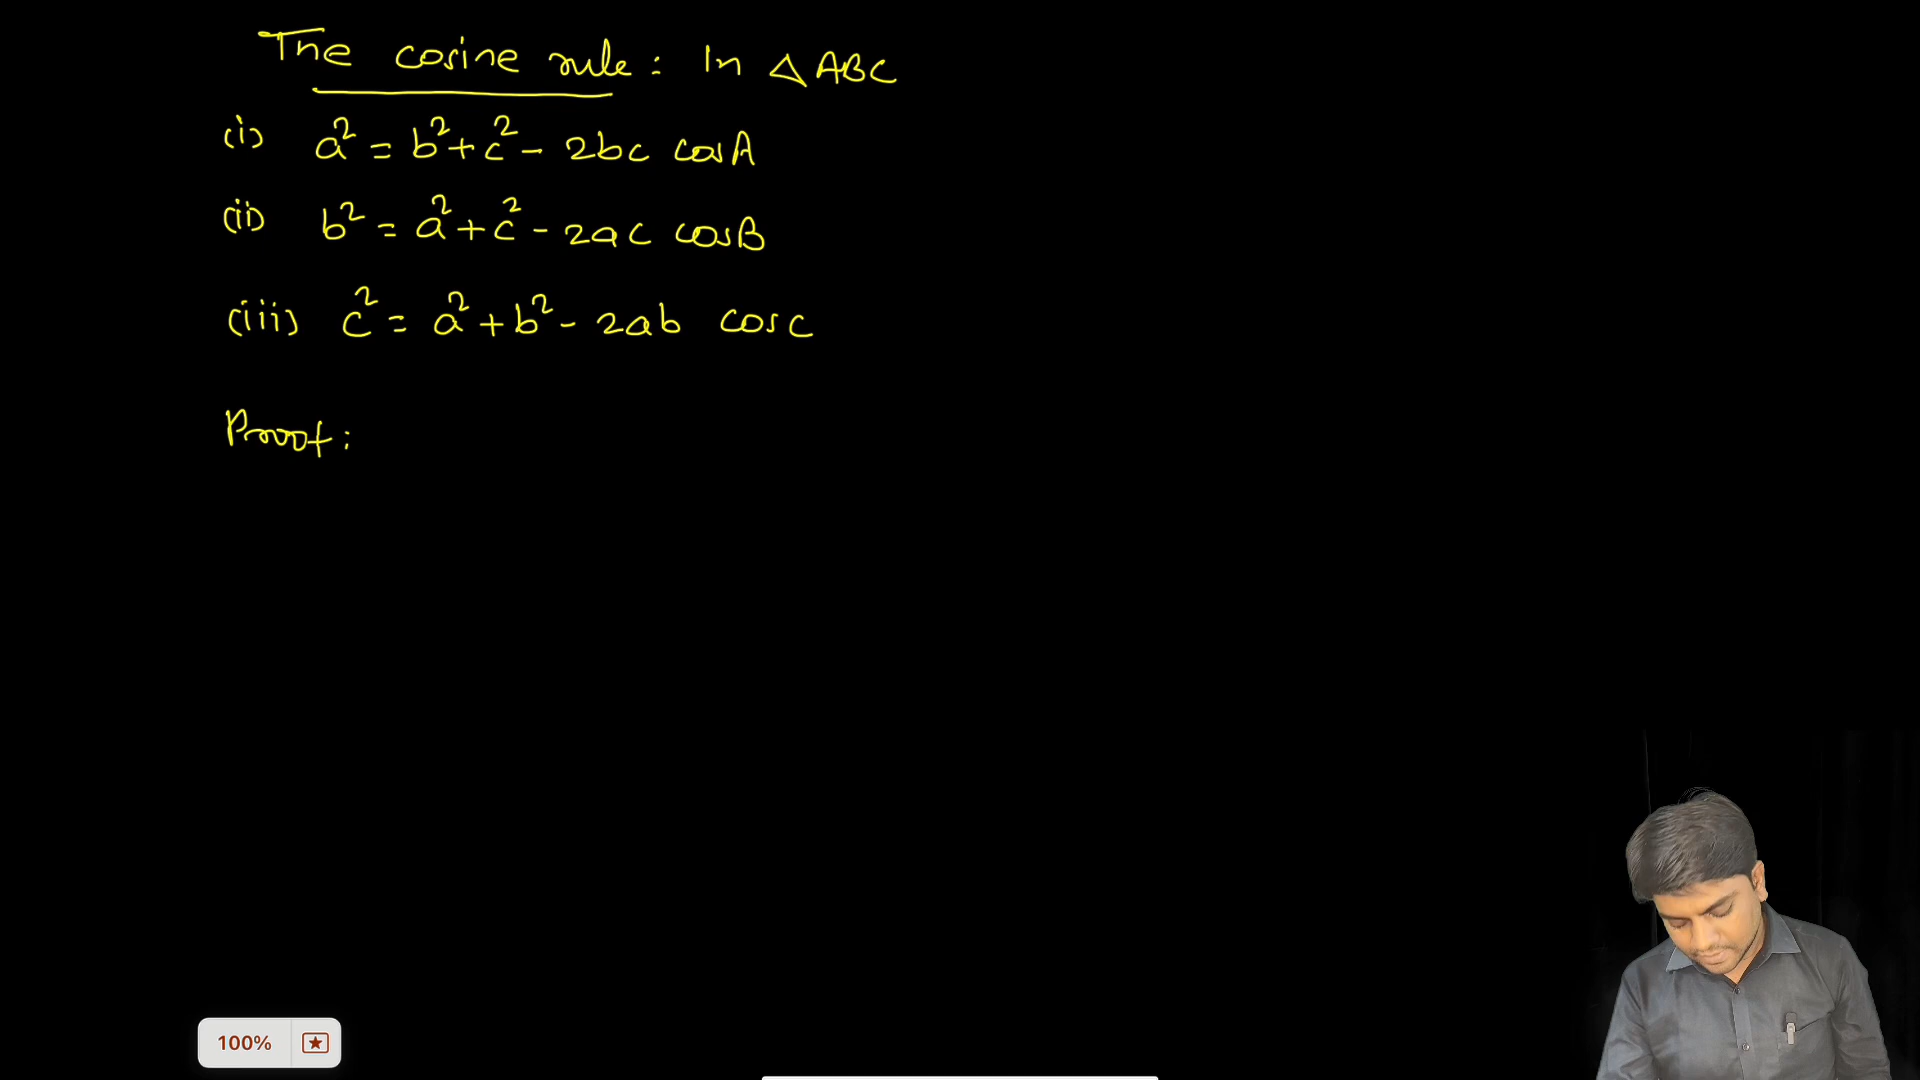 The cosine rule : In △ABC
(i) a² = b² + c² - 2bc cosA
(ii) b² = a² + c² - 2ac cosB
(iii) c² = a² + b² - 2ab cosc
Proof :
100%